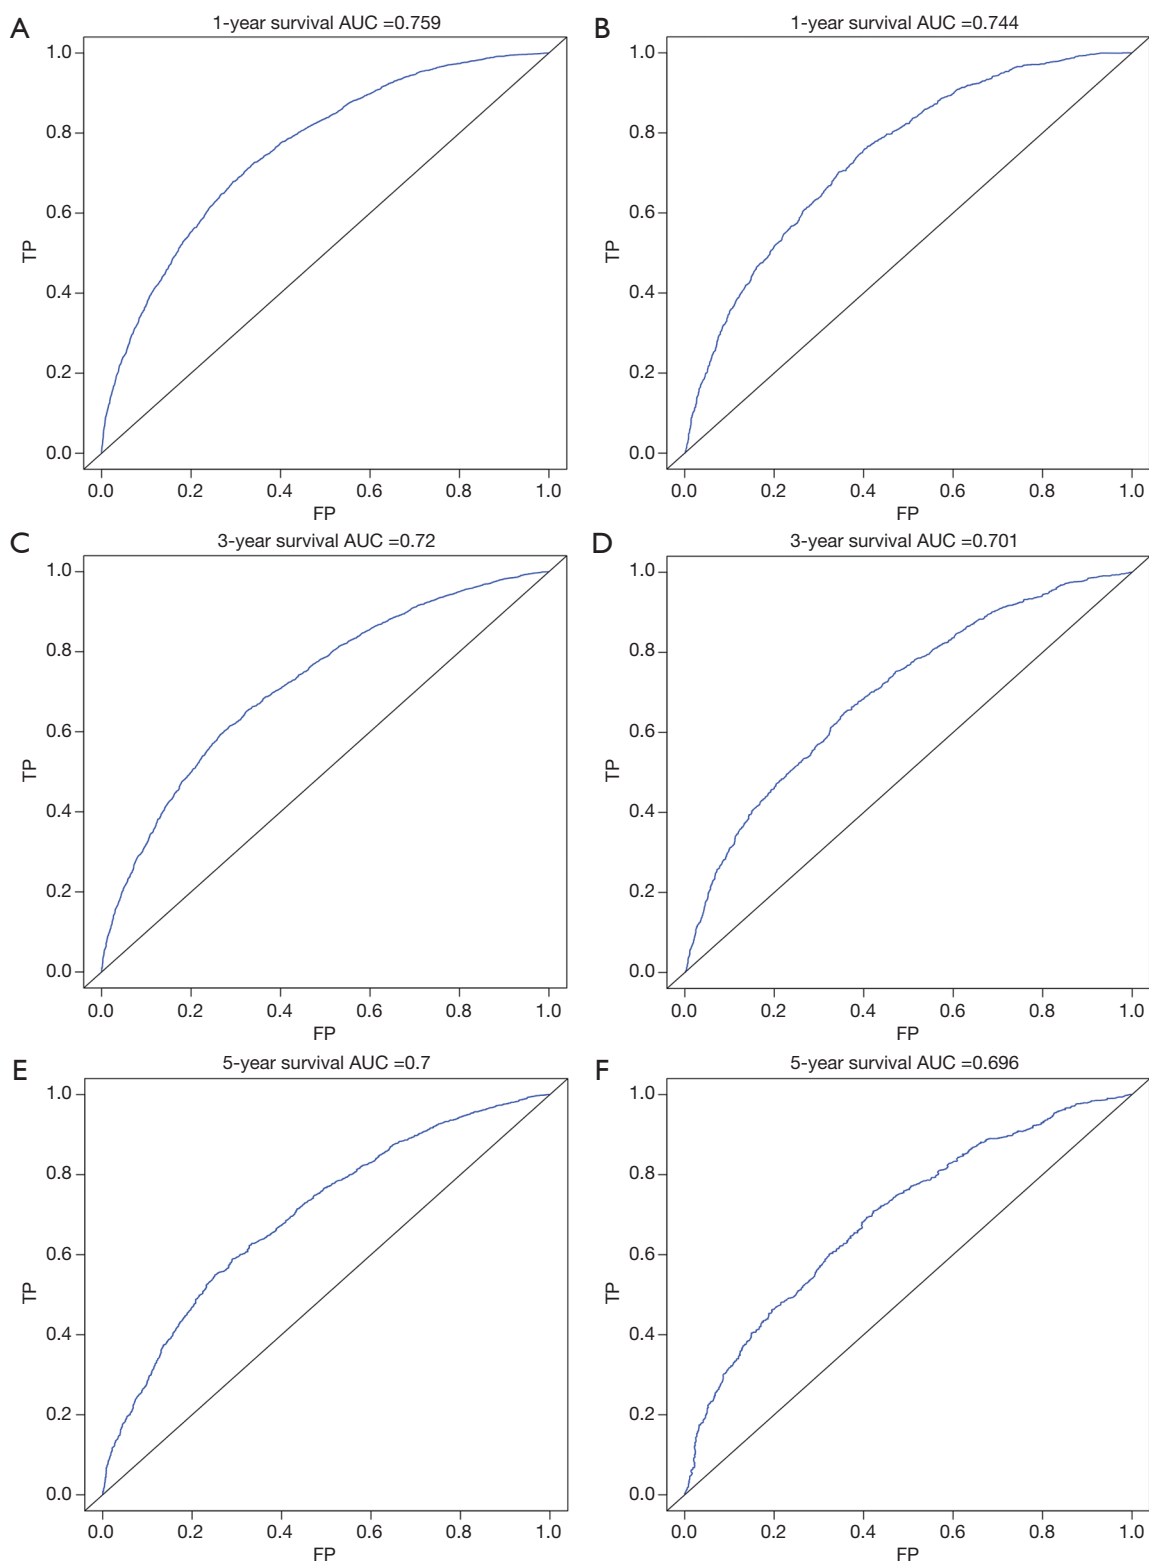 A
1-year survival AUC =0.759
1.0
0.8
0.6
0.4
0.2
0.0
TP
0.0 0.2 0.4 0.6 0.8 1.0
FP
B
1-year survival AUC =0.744
1.0
0.8
0.6
0.4
0.2
0.0
TP
0.0 0.2 0.4 0.6 0.8 1.0
FP
C
3-year survival AUC =0.72
1.0
0.8
0.6
0.4
0.2
0.0
TP
0.0 0.2 0.4 0.6 0.8 1.0
FP
D
3-year survival AUC =0.701
1.0
0.8
0.6
0.4
0.2
0.0
TP
0.0 0.2 0.4 0.6 0.8 1.0
FP
E
5-year survival AUC =0.7
1.0
0.8
0.6
0.4
0.2
0.0
TP
0.0 0.2 0.4 0.6 0.8 1.0
FP
F
5-year survival AUC =0.696
1.0
0.8
0.6
0.4
0.2
0.0
TP
0.0 0.2 0.4 0.6 0.8 1.0
FP